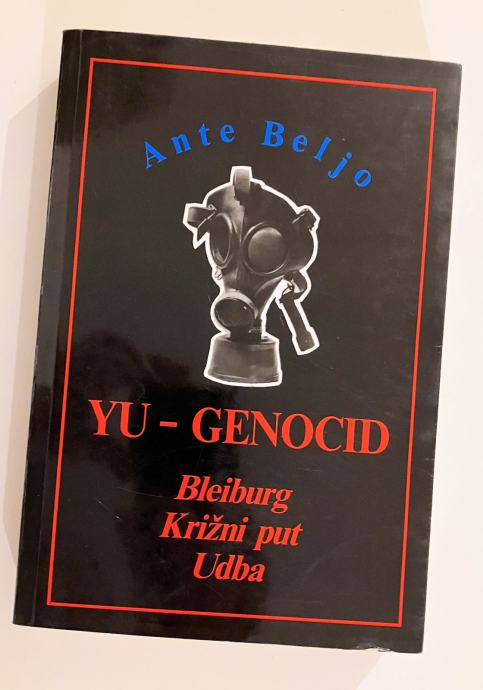 Ante Beljo
YU - GENOCID
Bleiburg
Križni put
Udba